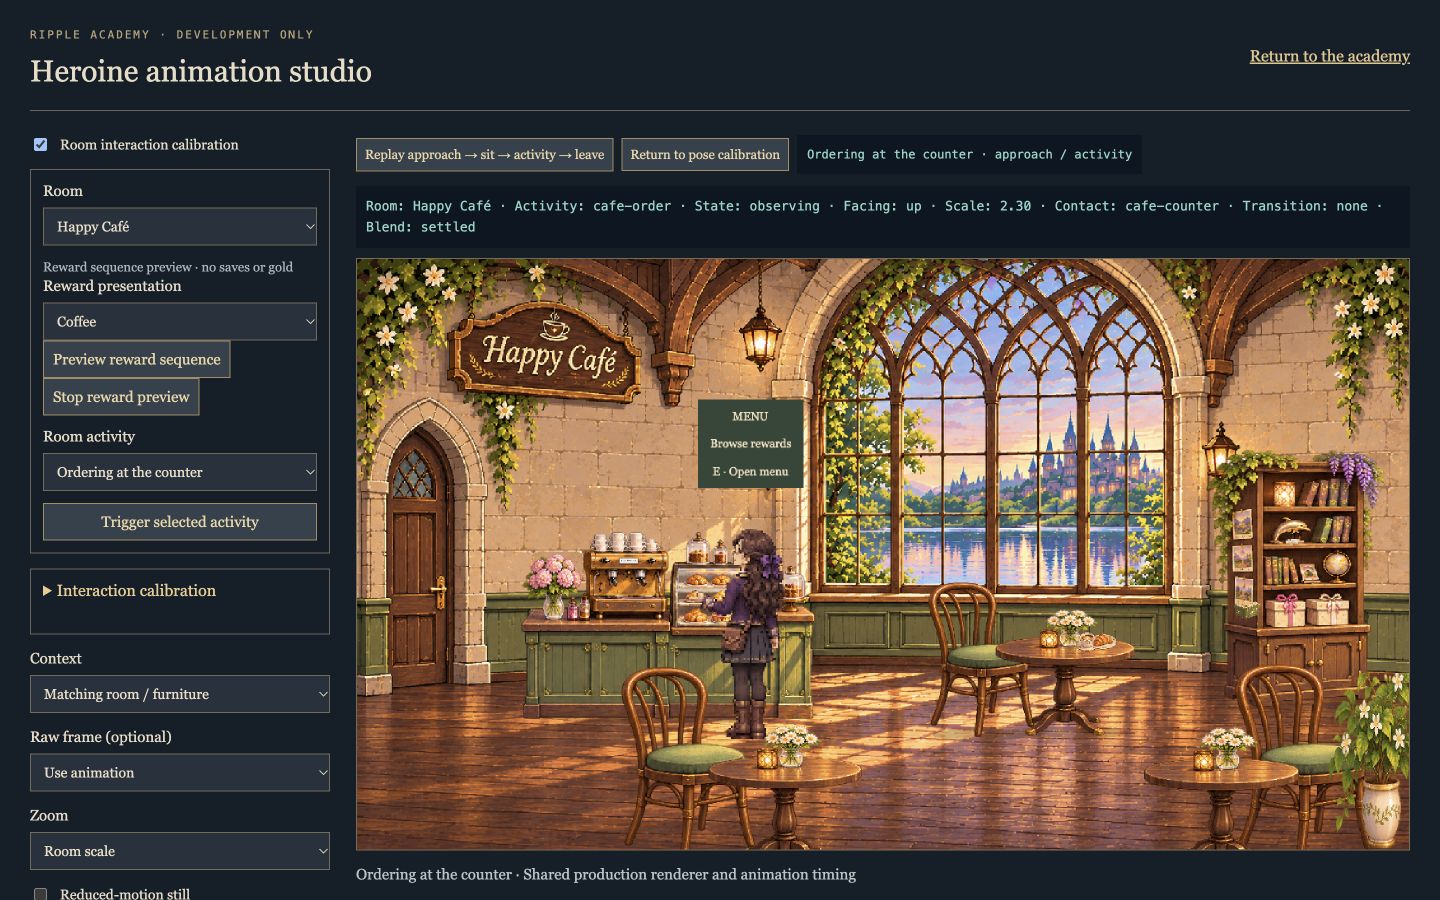 RIPPLE ACADEMY · DEVELOPMENT ONLY
Heroine animation studio
Return to the academy
Room interaction calibration
Room
Happy Café
Reward sequence preview · no saves or gold
Reward presentation
Coffee
Preview reward sequence
Stop reward preview
Room activity
Ordering at the counter
Trigger selected activity
Interaction calibration
Context
Matching room / furniture
Raw frame (optional)
Use animation
Zoom
Room scale
Reduced-motion still
Replay approach → sit → activity → leave
Return to pose calibration
Ordering at the counter · approach / activity
Room: Happy Café · Activity: cafe-order · State: observing · Facing: up · Scale: 2.30 · Contact: cafe-counter · Transition: none ·
Blend: settled
Happy Café
MENU
Browse rewards
E · Open menu
Ordering at the counter · Shared production renderer and animation timing